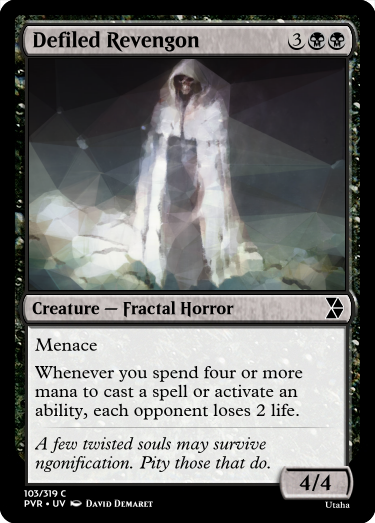 Defiled Revengon 3
Creature — Fractal Horror
Menace
Whenever you spend four or more
mana to cast a spell or activate an
ability, each opponent loses 2 life.
A few twisted souls may survive
ngonification. Pity those that do.
4/4
103/319 C
PVR • UV David Demaret
Utaha